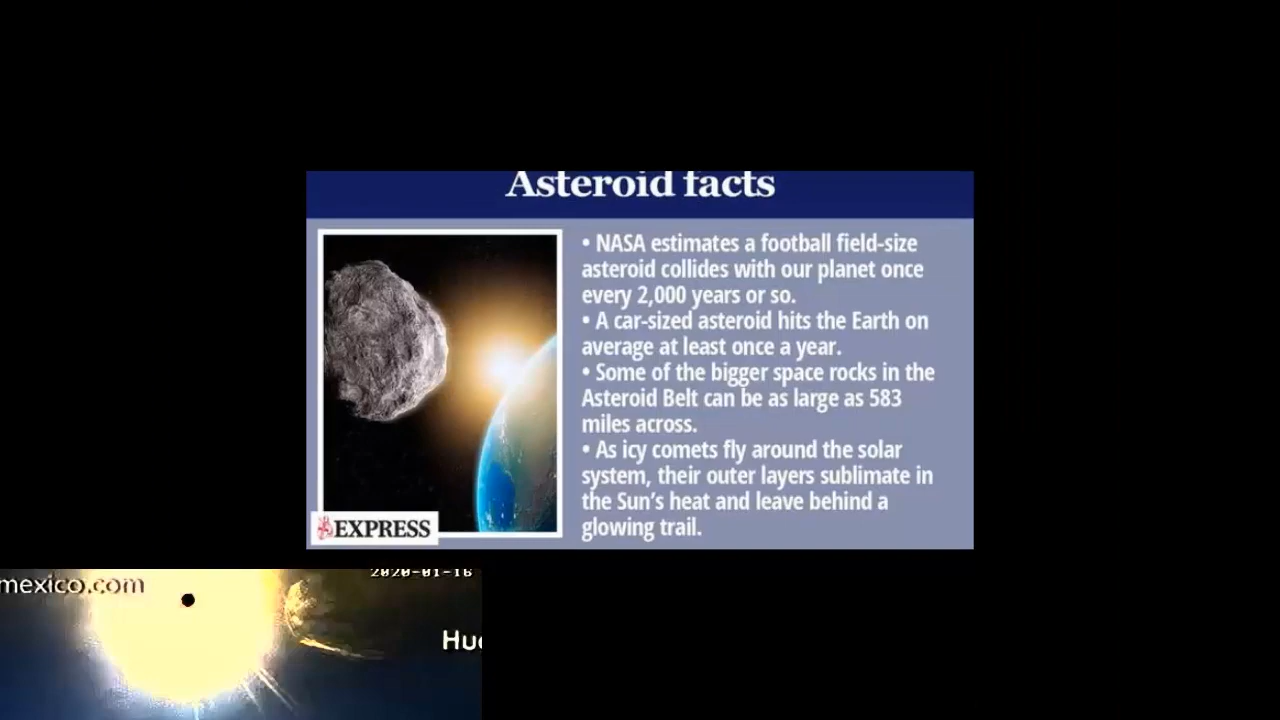 Asteroid facts
• NASA estimates a football field-size
asteroid collides with our planet once
every 2,000 years or so.
• A car-sized asteroid hits the Earth on
average at least once a year.
• Some of the bigger space rocks in the
Asteroid Belt can be as large as 583
miles across.
• As icy comets fly around the solar
system, their outer layers sublimate in
the Sun's heat and leave behind a
glowing trail.
EXPRESS
mexico.com
2020-01-16